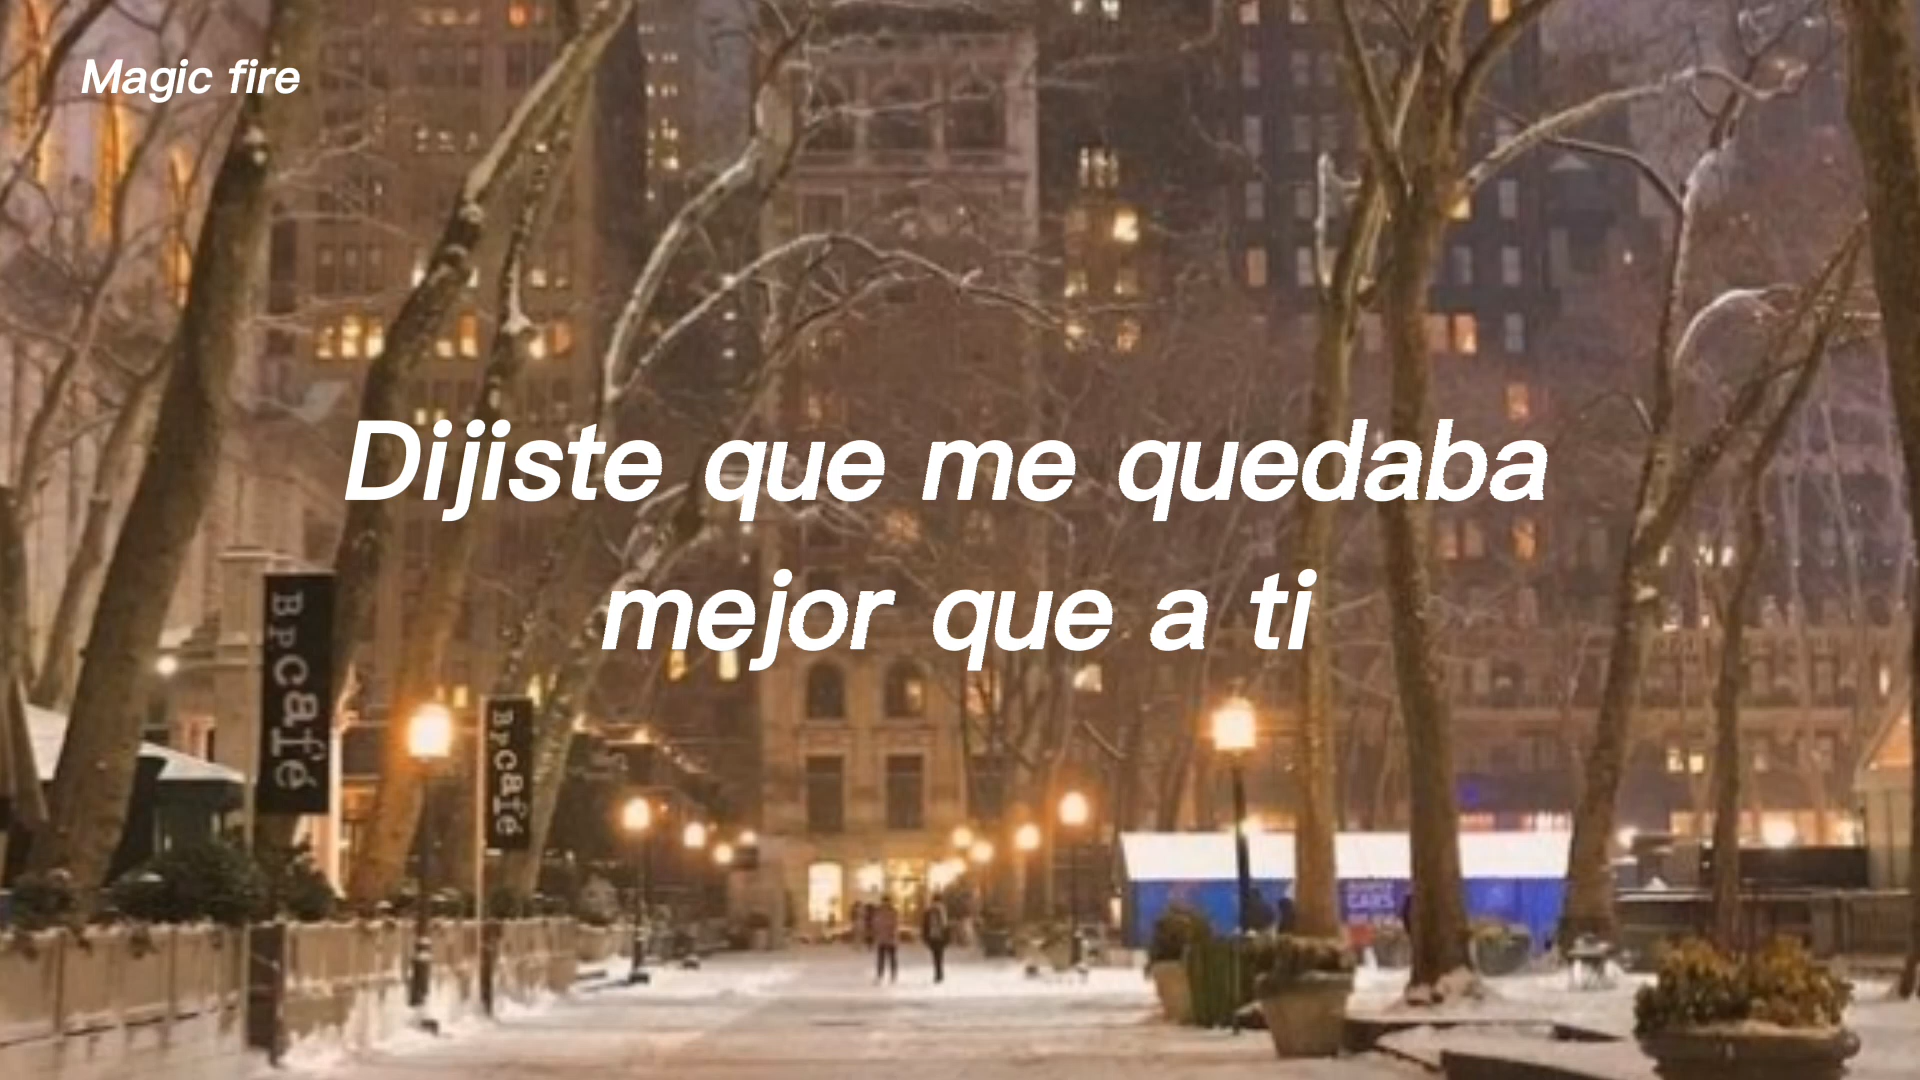 Magic fire
Dijiste que me quedaba
mejor que a ti
BP café
BP café